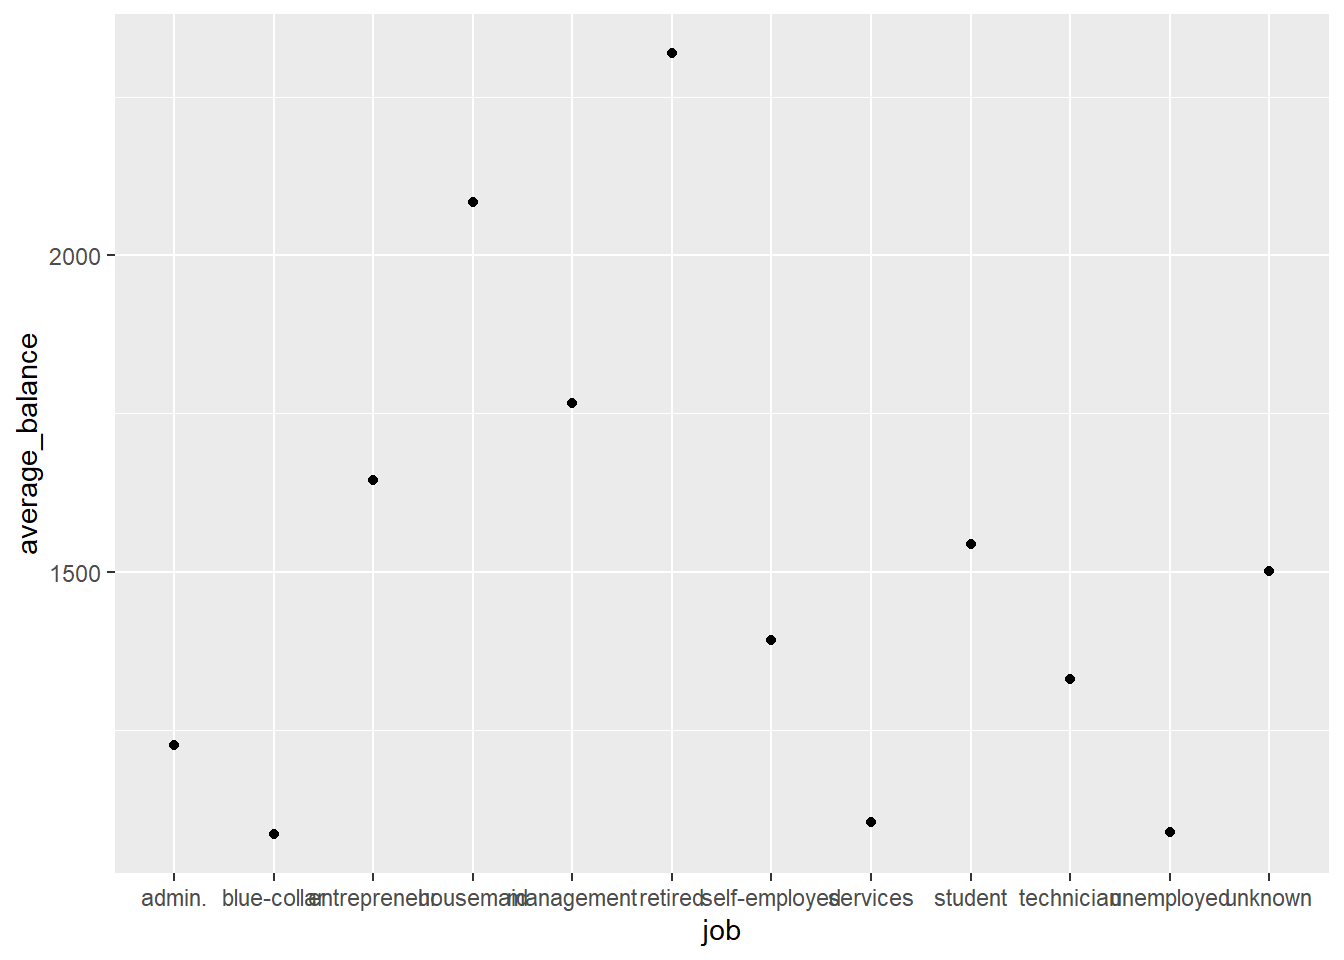 average_balance
2000
1500
admin. blue-collar entrepreneur housemaid management retired self-employed services student technician unemployed unknown
job